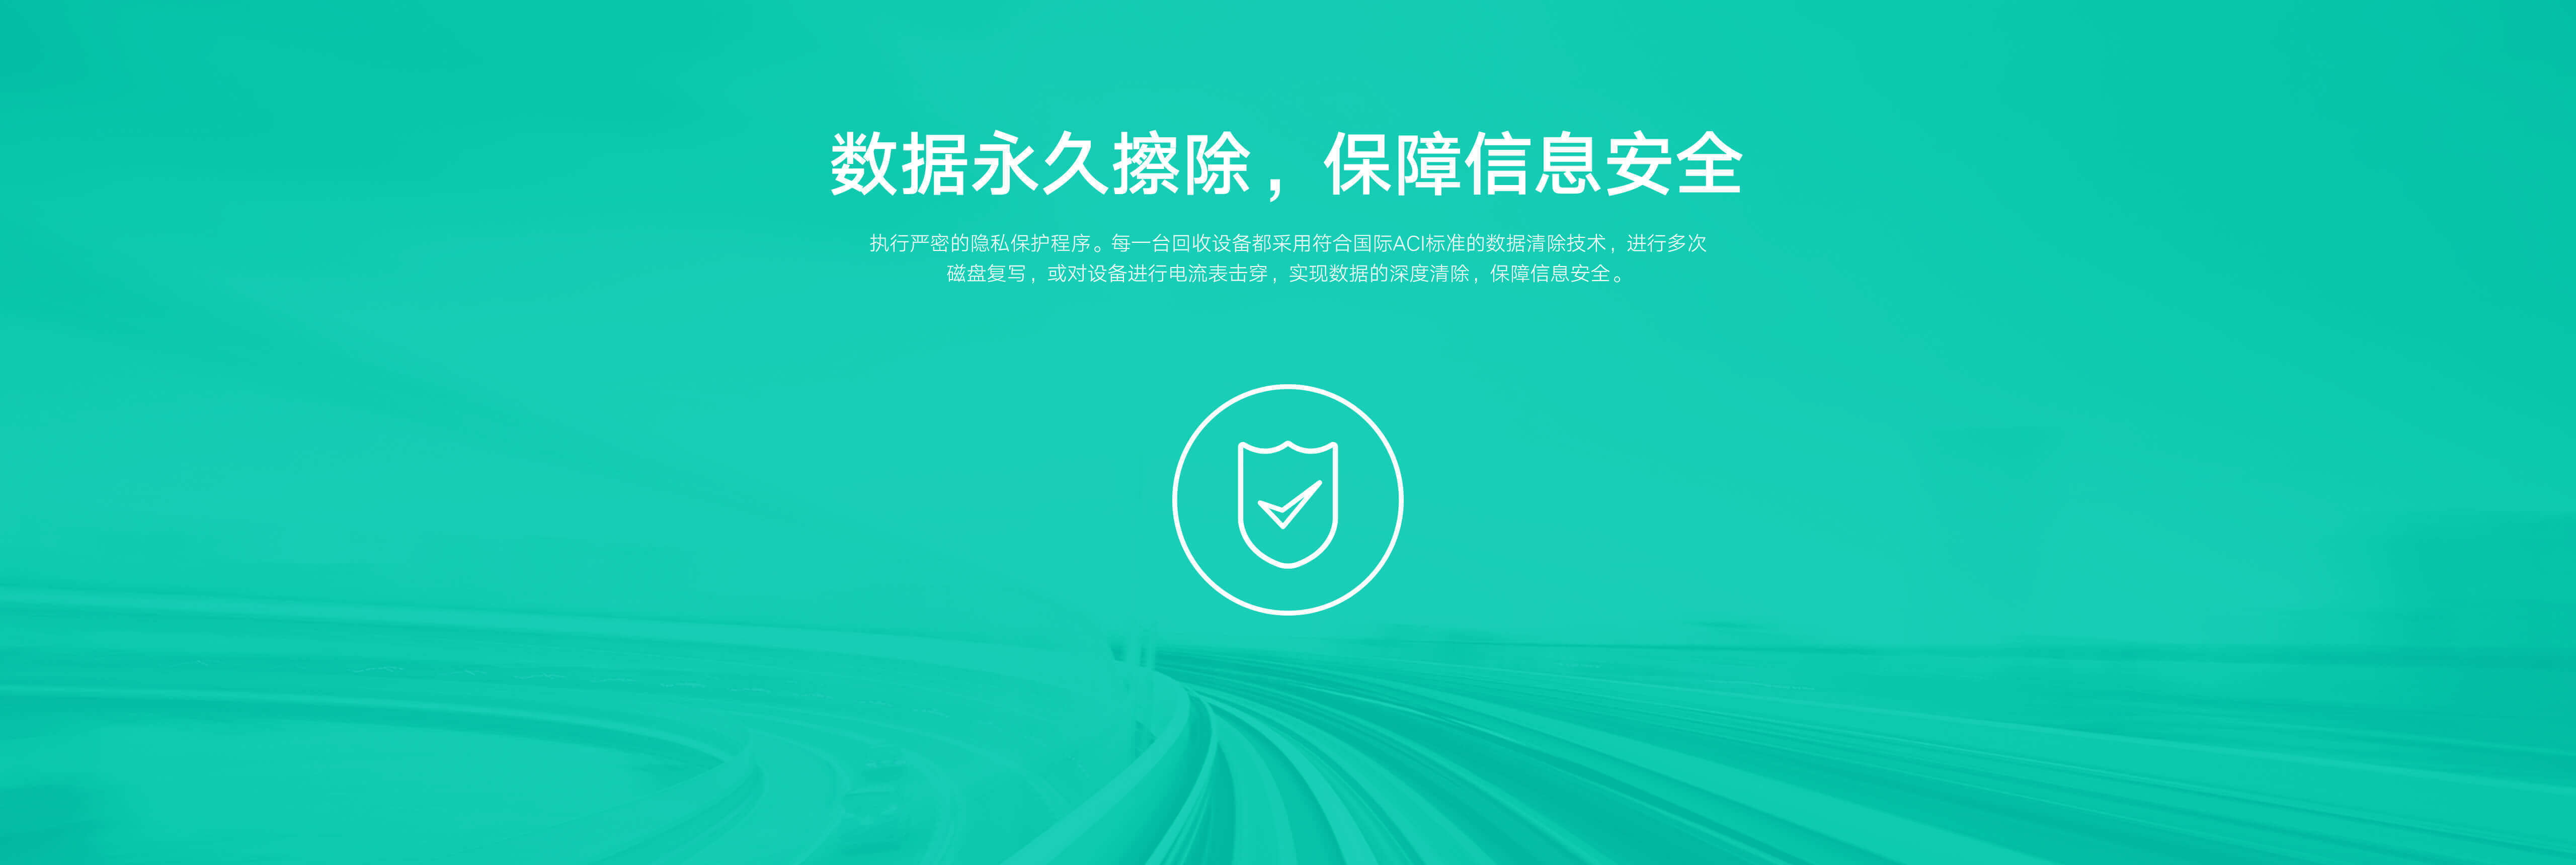 数据永久擦除，保障信息安全
执行严密的隐私保护程序。每一台回收设备都采用符合国际ACI标准的数据清除技术，进行多次
磁盘复写，或对设备进行电流表击穿，实现数据的深度清除，保障信息安全。